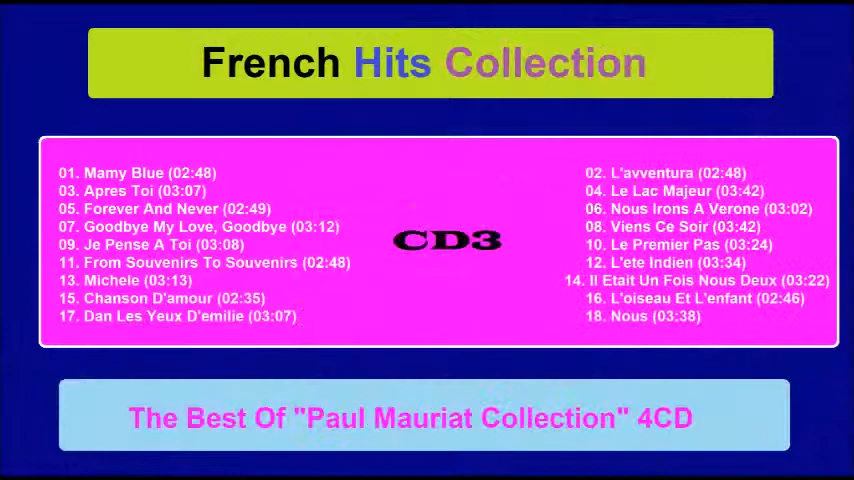 French Hits Collection
01. Mamy Blue (02:48)
02. L'avventura (02:48)
03. Apres Toi (03:07)
04. Le Lac Majeur (03:42)
05. Forever And Never (02:49)
06. Nous Irons A Verone (03:02)
07. Goodbye My Love, Goodbye (03:12)
08. Viens Ce Soir (03:42)
09. Je Pense A Toi (03:08)
CD3
10. Le Premier Pas (03:24)
11. From Souvenirs To Souvenirs (02:48)
12. L'ete Indien (03:34)
13. Michele (03:13)
14. Il Etait Un Fois Nous Deux (03:22)
15. Chanson D'amour (02:35)
16. L'oiseau Et L'enfant (02:46)
17. Dan Les Yeux D'emilie (03:07)
18. Nous (03:38)
The Best Of "Paul Mauriat Collection" 4CD